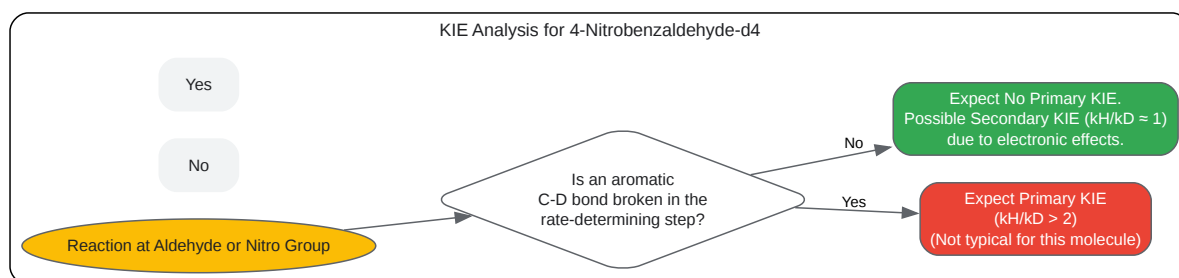 KIE Analysis for 4-Nitrobenzaldehyde-d4
Yes
No
Reaction at Aldehyde or Nitro Group
Is an aromatic
C-D bond broken in the
rate-determining step?
No
Yes
Expect No Primary KIE.
Possible Secondary KIE (kH/kD ≈ 1)
due to electronic effects.
Expect Primary KIE
(kH/kD > 2)
(Not typical for this molecule)